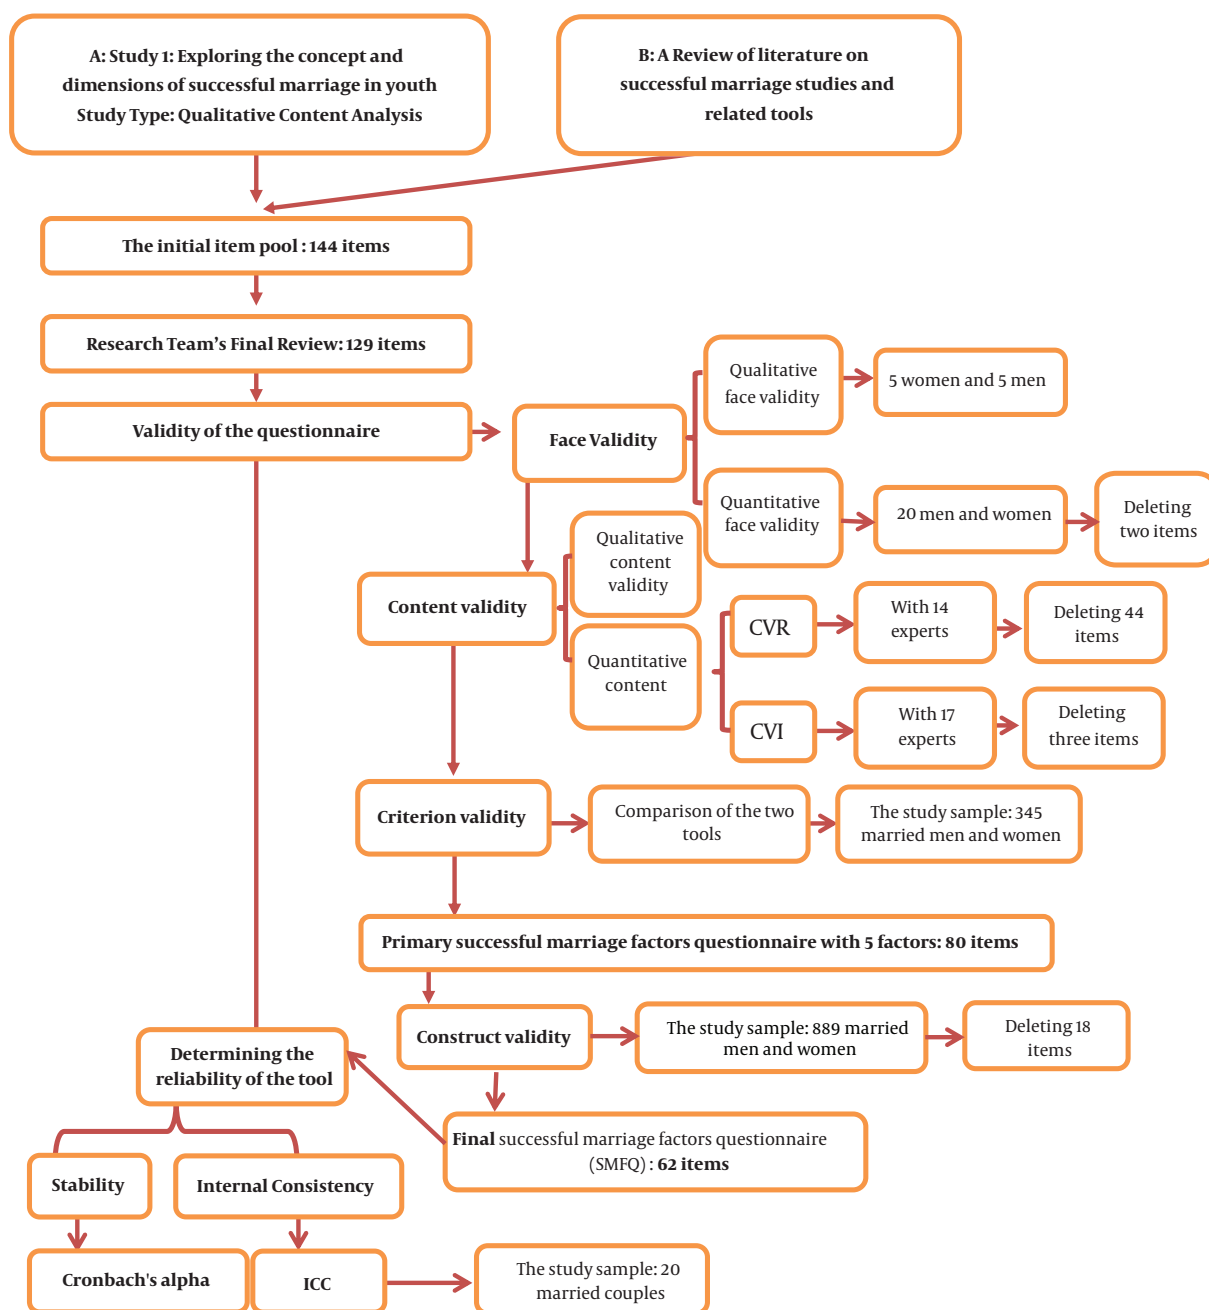 A: Study 1: Exploring the concept and
dimensions of successful marriage in youth
Study Type: Qualitative Content Analysis
B: A Review of literature on
successful marriage studies and
related tools
The initial item pool : 144 items
Research Team's Final Review: 129 items
Validity of the questionnaire
Face Validity
Qualitative
face validity
5 women and 5 men
Quantitative
face validity
20 men and women
Deleting
two items
Content validity
Qualitative
content
validity
Quantitative
content
CVR
With 14
experts
Deleting 44
items
CVI
With 17
experts
Deleting
three items
Criterion validity
Comparison of the two
tools
The study sample: 345
married men and women
Primary successful marriage factors questionnaire with 5 factors: 80 items
Construct validity
The study sample: 889 married
men and women
Deleting 18
items
Final successful marriage factors questionnaire
(SMFQ) : 62 items
Determining the
reliability of the tool
Stability
Internal Consistency
Cronbach's alpha
ICC
The study sample: 20
married couples